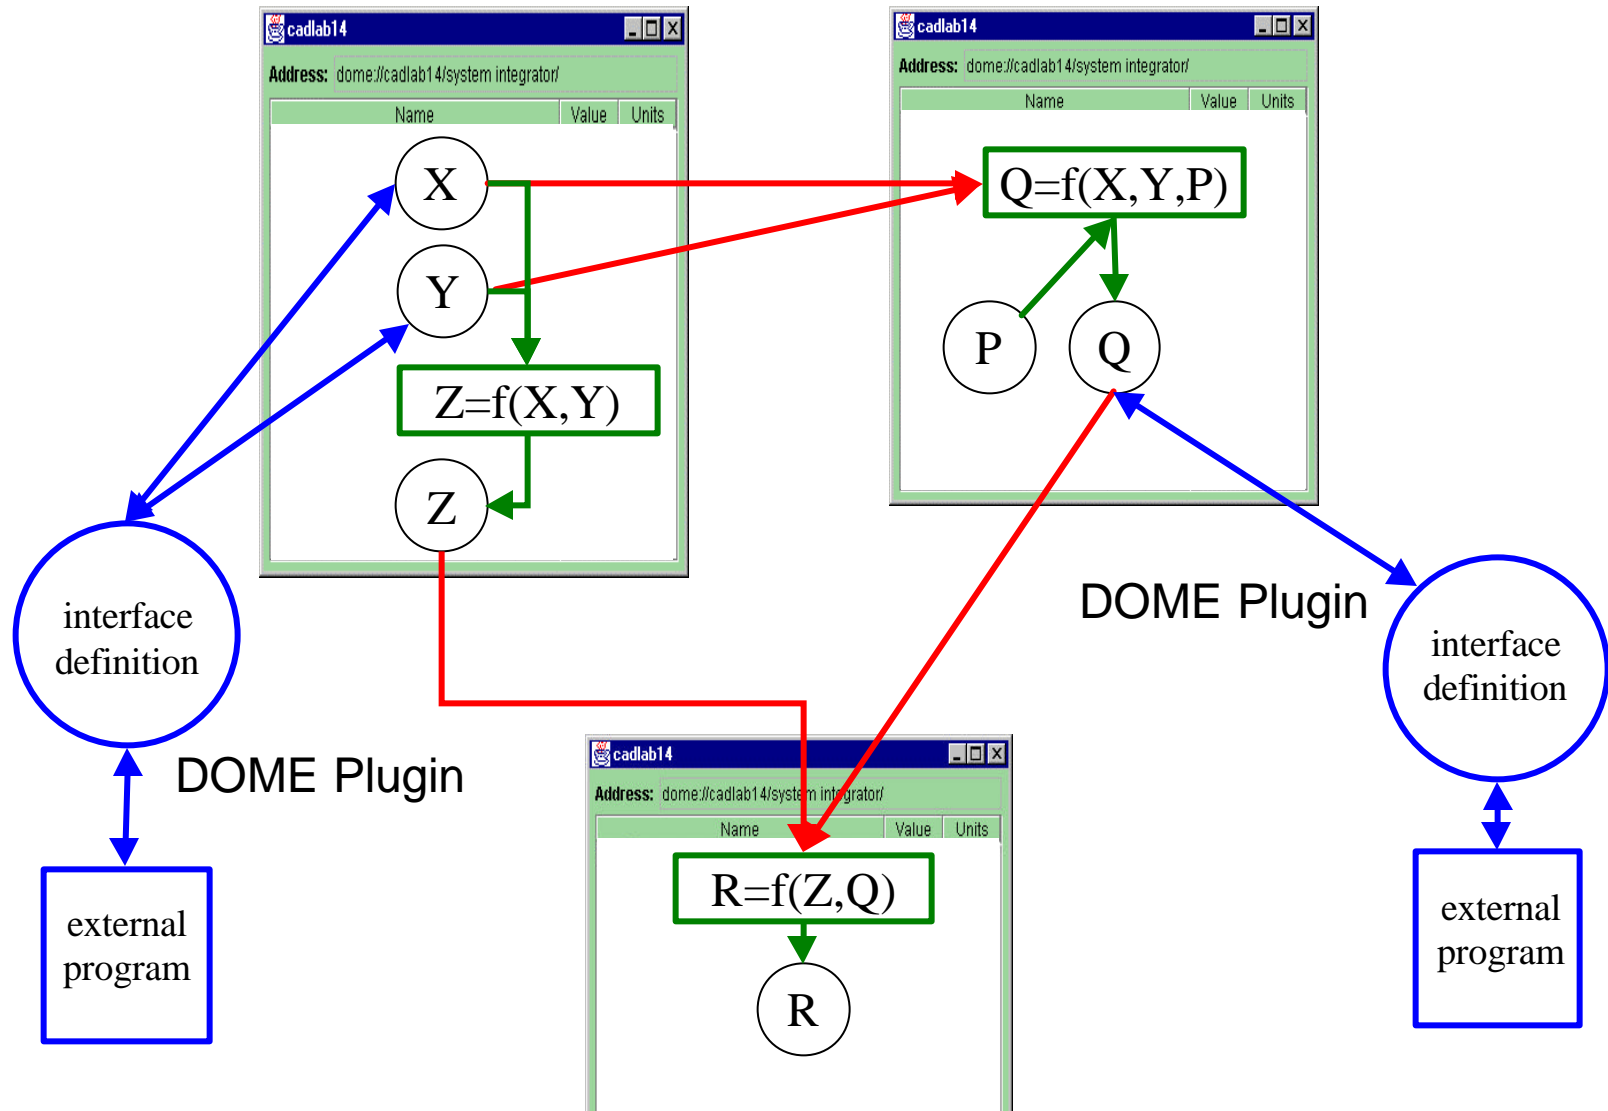 cadlab14
Address: dome://cadlab14/system integrator/
Name Value Units
X
Y
Z=f(X,Y)
Z
cadlab14
Address: dome://cadlab14/system integrator/
Name Value Units
Q=f(X,Y,P)
P Q
interface
definition
DOME Plugin
external
program
DOME Plugin
interface
definition
external
program
cadlab14
Address: dome://cadlab14/system integrator/
Name Value Units
R=f(Z,Q)
R